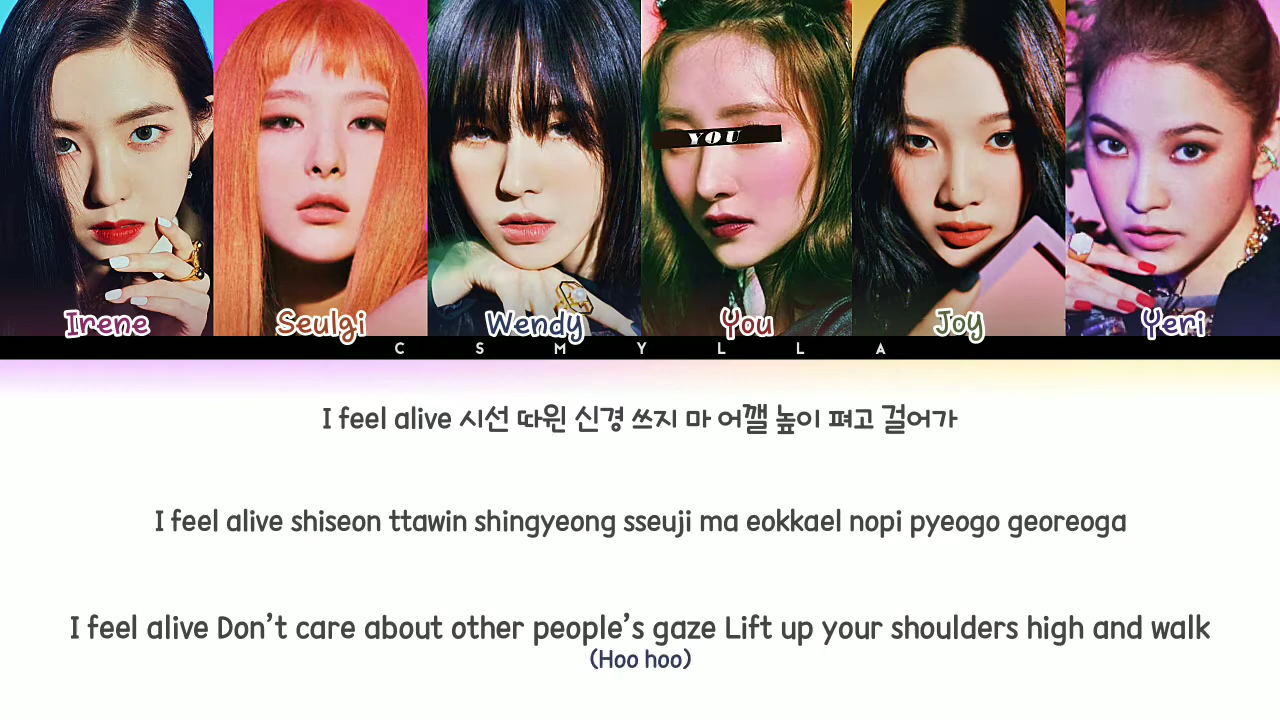 YOU
Irene
Seulgi
Wendy
You
Joy
Yeri
CSMYLLA
I feel alive 시선 따윈 신경 쓰지 마 어깰 높이 펴고 걸어가
I feel alive shiseon ttawin shingyeong sseuji ma eokkael nopi pyeogo georeoga
I feel alive Don’t care about other people’s gaze Lift up your shoulders high and walk
(Hoo hoo)